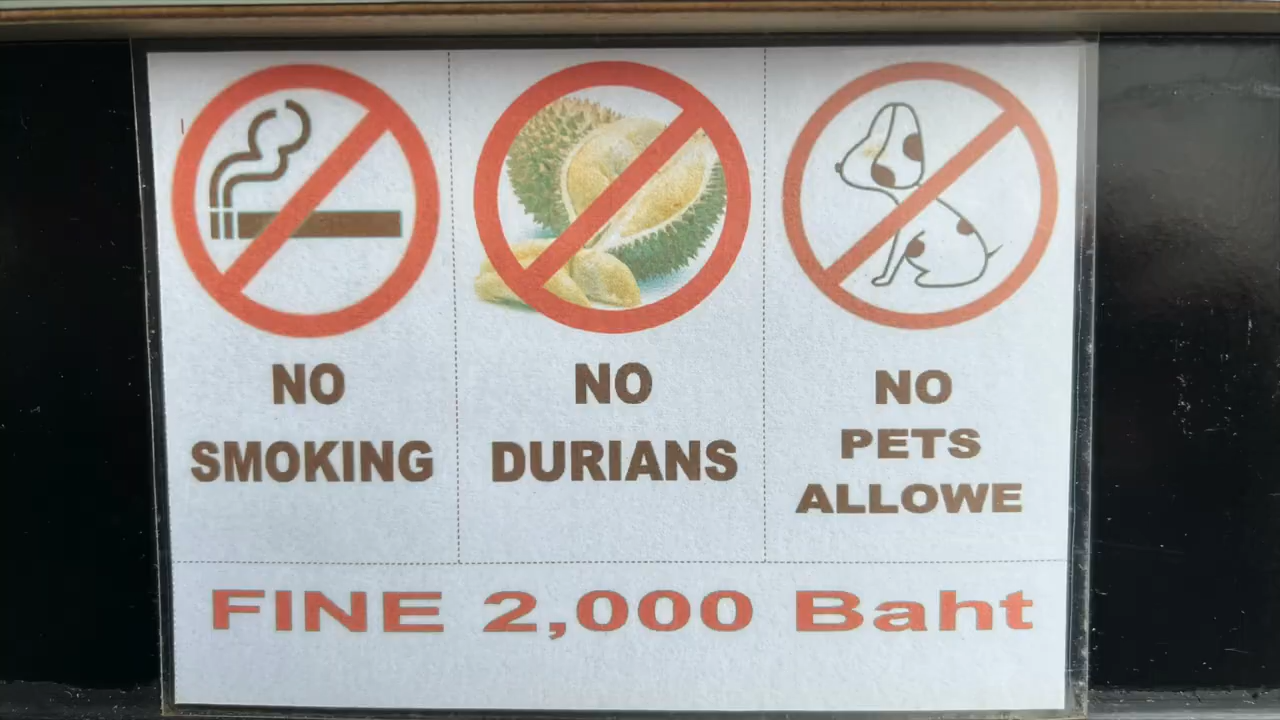 NO
SMOKING
NO
DURIANS
NO
PETS
ALLOWE
FINE 2,000 Baht